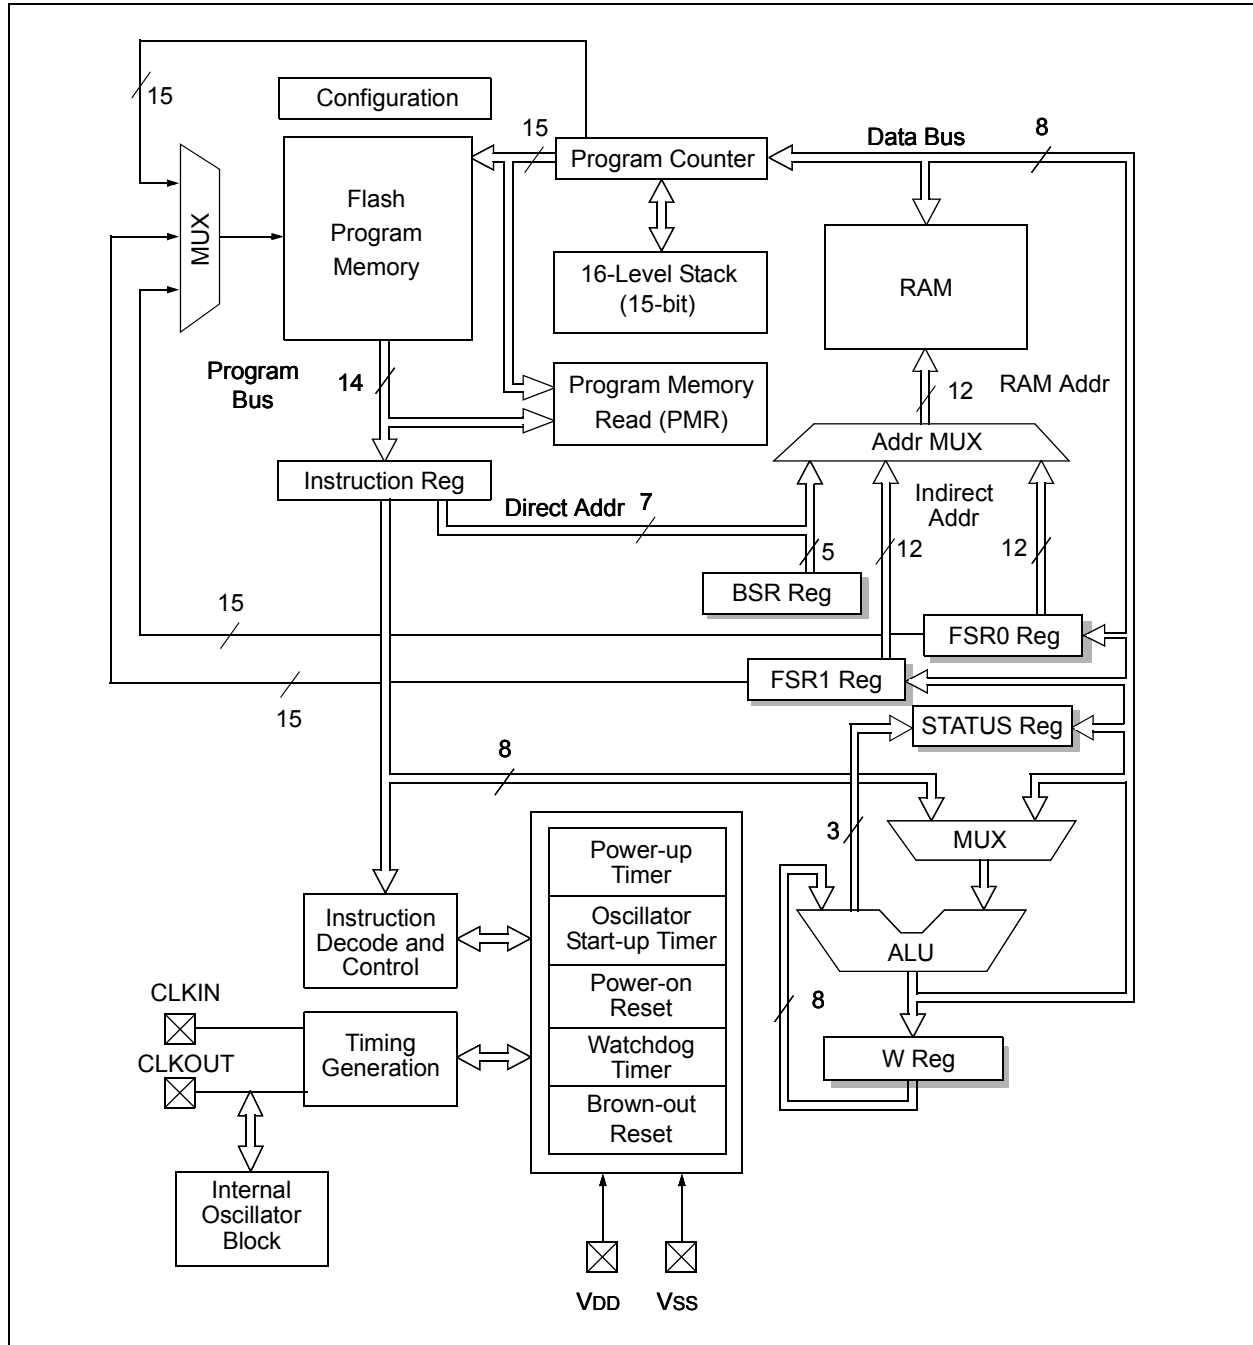 15
Configuration
15
Program Counter
Data Bus
8
MUX
Flash
Program
Memory
16-Level Stack
(15-bit)
RAM
Program
Bus
14
Program Memory
Read (PMR)
12
RAM Addr
Addr MUX
Instruction Reg
Direct Addr
7
Indirect
Addr
5
12
12
BSR Reg
15
FSR0 Reg
15
FSR1 Reg
STATUS Reg
8
3
MUX
Power-up
Timer
Oscillator
Start-up Timer
Power-on
Reset
Watchdog
Timer
Brown-out
Reset
Instruction
Decode and
Control
ALU
8
CLKIN
CLKOUT
Timing
Generation
W Reg
Internal
Oscillator
Block
VDD
VSS